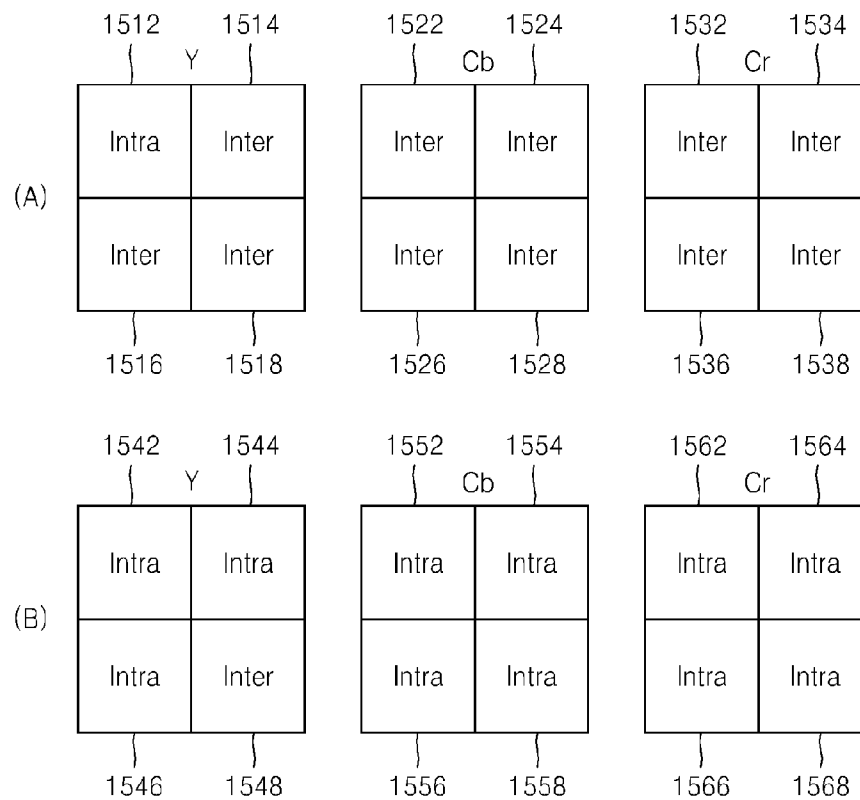 1512 1514 1522 1524 1532 1534
Y Cb Cr
Intra Inter Inter Inter Inter Inter
(A)
Inter Inter Inter Inter Inter Inter
1516 1518 1526 1528 1536 1538
1542 1544 1552 1554 1562 1564
Y Cb Cr
Intra Intra Intra Intra Intra Intra
(B)
Intra Inter Intra Intra Intra Intra
1546 1548 1556 1558 1566 1568